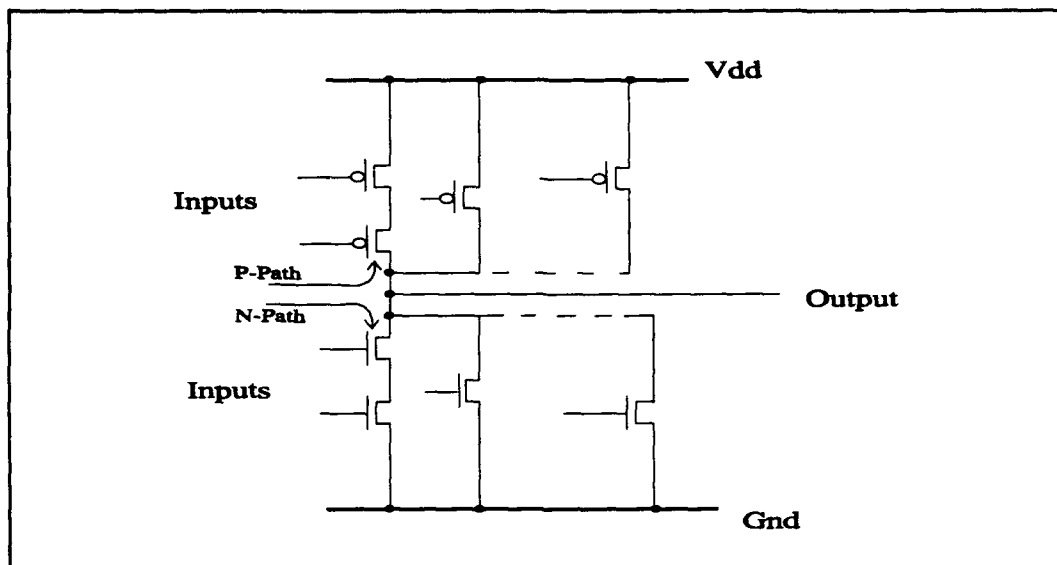 Vdd
Inputs
P-Path
Output
N-Path
Inputs
Gnd